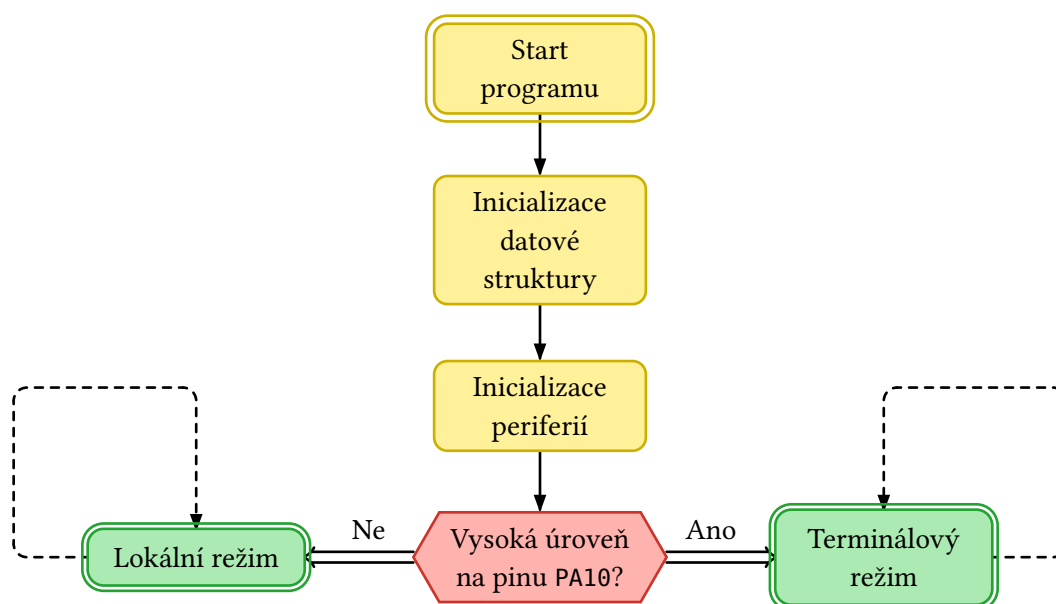 Start
programu
Inicializace
datové
struktury
Inicializace
periferií
Ne
Vysoká úroveň
na pinu PA10?
Ano
Lokální režim
Terminálový
režim